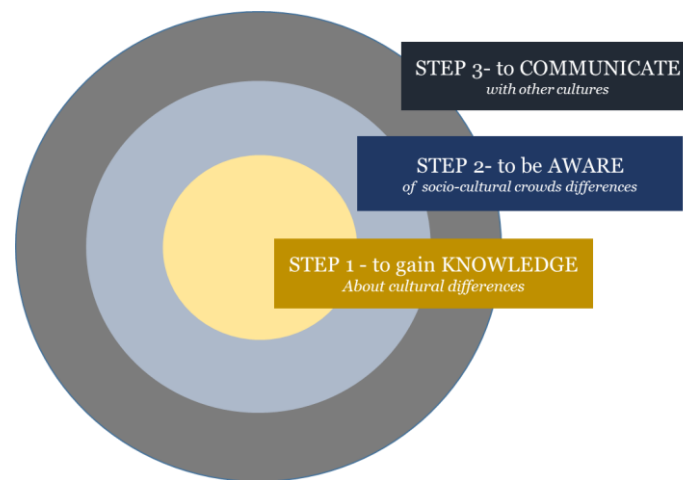 STEP 3- to COMMUNICATE
with other cultures
STEP 2- to be AWARE
of socio-cultural crowds differences
STEP 1 - to gain KNOWLEDGE
About cultural differences